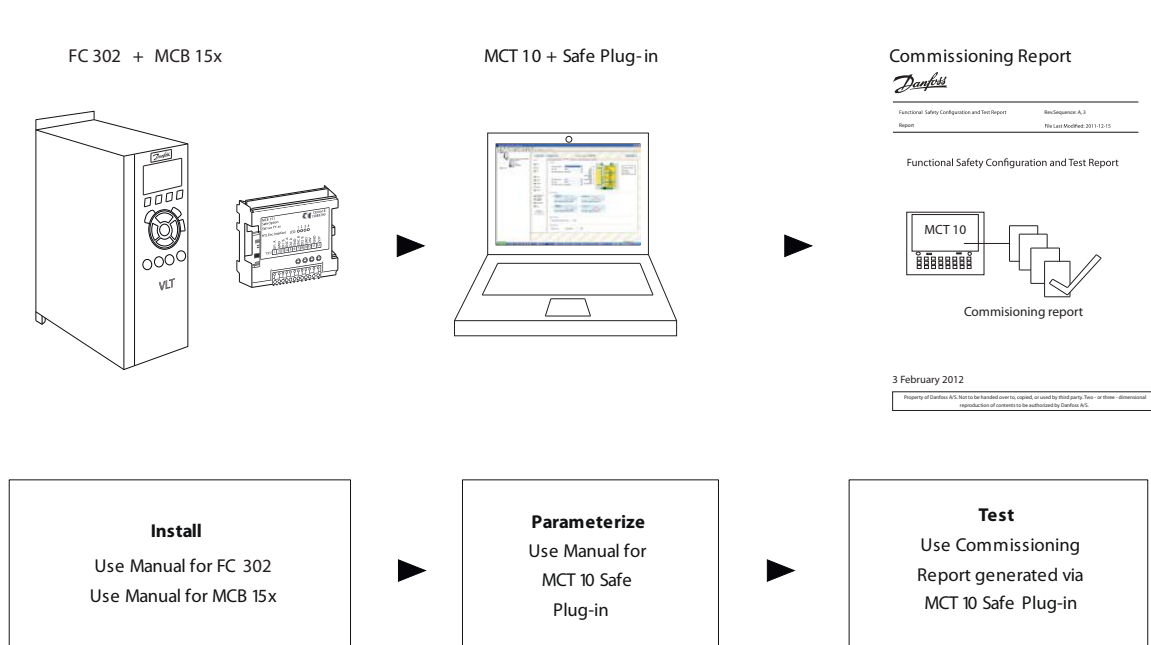 FC 302 + MCB 15x
MCT 10 + Safe Plug-in
Commissioning Report
Danfoss
Functional Safety Configuration and Test Report
Rev.Sequence: A, 3
Report
File Last Modified: 2011-12-15
Functional Safety Configuration and Test Report
Danfoss
VLT
MCT 10
Commisioning report
3 February 2012
Property of Danfoss A/S. Not to be handed over to, copied, or used by third party. Two - or three - dimensional
reproduction of contents to be authorized by Danfoss A/S.
Install
Use Manual for FC 302
Use Manual for MCB 15x
Parameterize
Use Manual for
MCT 10 Safe
Plug-in
Test
Use Commissioning
Report generated via
MCT 10 Safe Plug-in